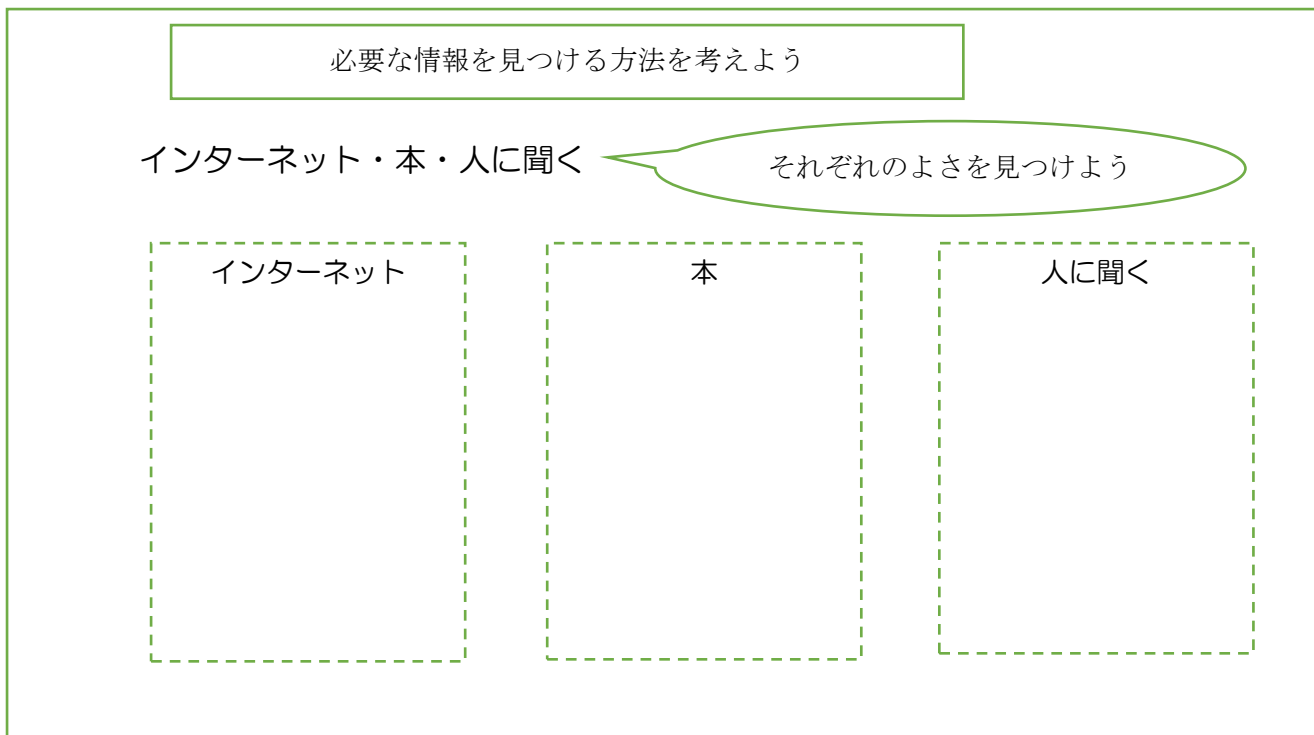 必要な情報を見つける方法を考えよう
インターネット・本・人に聞く
それぞれのよさを見つけよう
インターネット
本
人に聞く